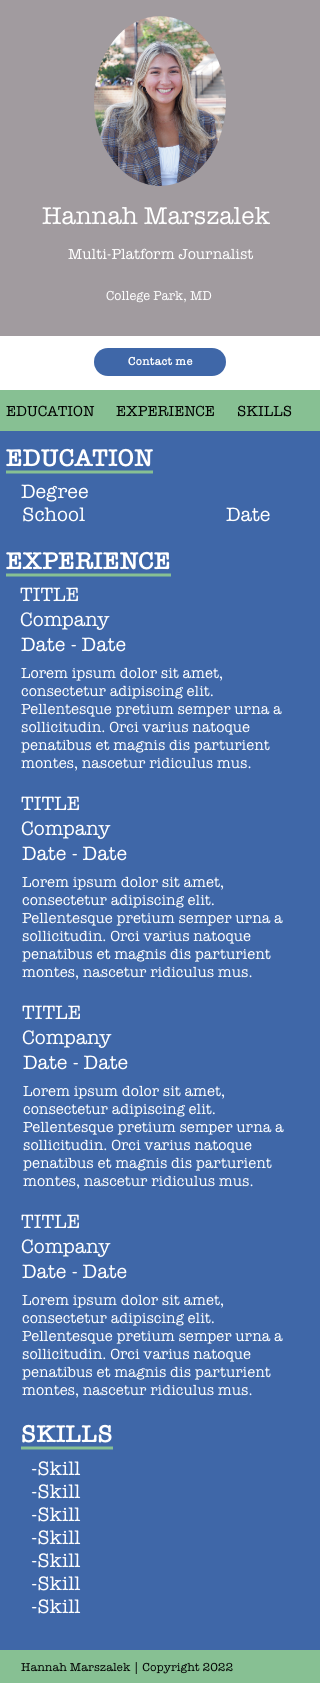 Hannah Marszalek
Multi-Platform Journalist
College Park, MD
Contact me
EDUCATION EXPERIENCE SKILLS
EDUCATION
Degree
School Date
EXPERIENCE
TITLE
Company
Date - Date
Lorem ipsum dolor sit amet,
consectetur adipiscing elit.
Pellentesque pretium semper urna a
sollicitudin. Orci varius natoque
penatibus et magnis dis parturient
montes, nascetur ridiculus mus.
TITLE
Company
Date - Date
Lorem ipsum dolor sit amet,
consectetur adipiscing elit.
Pellentesque pretium semper urna a
sollicitudin. Orci varius natoque
penatibus et magnis dis parturient
montes, nascetur ridiculus mus.
TITLE
Company
Date - Date
Lorem ipsum dolor sit amet,
consectetur adipiscing elit.
Pellentesque pretium semper urna a
sollicitudin. Orci varius natoque
penatibus et magnis dis parturient
montes, nascetur ridiculus mus.
TITLE
Company
Date - Date
Lorem ipsum dolor sit amet,
consectetur adipiscing elit.
Pellentesque pretium semper urna a
sollicitudin. Orci varius natoque
penatibus et magnis dis parturient
montes, nascetur ridiculus mus.
SKILLS
-Skill
-Skill
-Skill
-Skill
-Skill
-Skill
-Skill
Hannah Marszalek | Copyright 2022